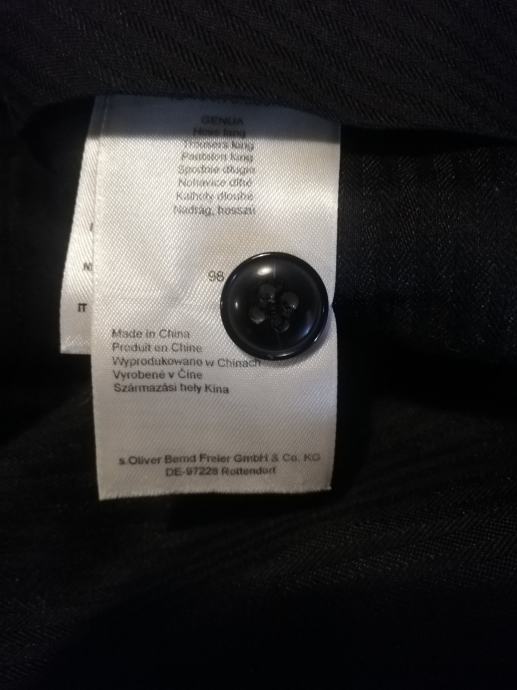 GENUA
Hose lang
Trousers long
Pantalon long
Spodnie długie
Nohavice dlhé
Kalhoty dlouhé
Nadrág, hosszú
98
IT
Made in China
Produit en Chine
Wyprodukowano w Chinach
Vyrobené v Číne
Származási hely Kína
s.Oliver Bernd Freier GmbH & Co. KG
DE-97228 Rottendorf